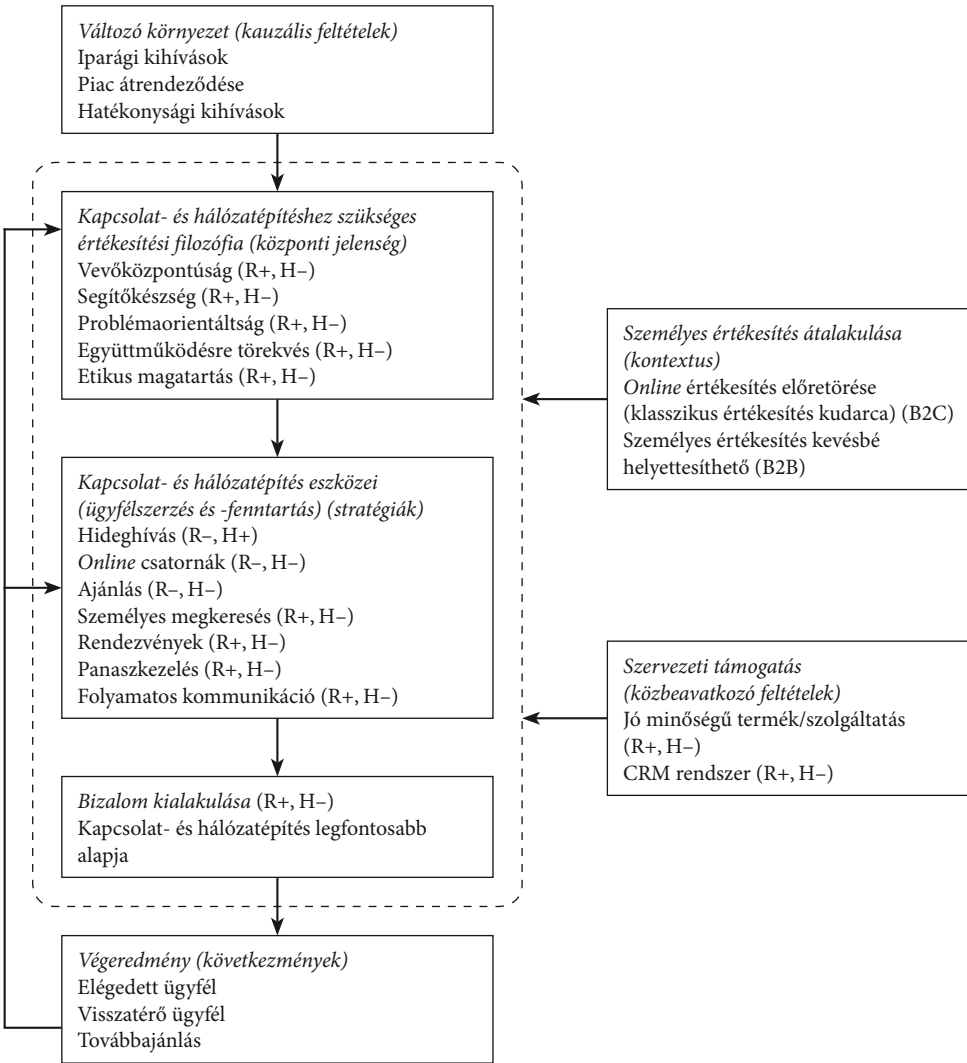 Változó környezet (kauzális feltételek)
Iparági kihívások
Piac átrendeződése
Hatékonysági kihívások
Kapcsolat- és hálózatépítéshez szükséges
értékesítési filozófia (központi jelenség)
Vevőközpontúság (R+, H–)
Segítőkészség (R+, H–)
Problémaorientáltság (R+, H–)
Együttműködésre törekvés (R+, H–)
Etikus magatartás (R+, H–)
Kapcsolat- és hálózatépítés eszközei
(ügyfélszerzés és -fenntartás) (stratégiák)
Hideghívás (R–, H+)
Online csatornák (R–, H–)
Ajánlás (R–, H–)
Személyes megkeresés (R+, H–)
Rendezvények (R+, H–)
Panaszkezelés (R+, H–)
Folyamatos kommunikáció (R+, H–)
Bizalom kialakulása (R+, H–)
Kapcsolat- és hálózatépítés legfontosabb
alapja
Végeredmény (következmények)
Elégedett ügyfél
Visszatérő ügyfél
Továbbajánlás
Személyes értékesítés átalakulása
(kontextus)
Online értékesítés előretörése
(klasszikus értékesítés kudarca) (B2C)
Személyes értékesítés kevésbé
helyettesíthető (B2B)
Szervezeti támogatás
(közbeavatkozó feltételek)
Jó minőségű termék/szolgáltatás
(R+, H–)
CRM rendszer (R+, H–)